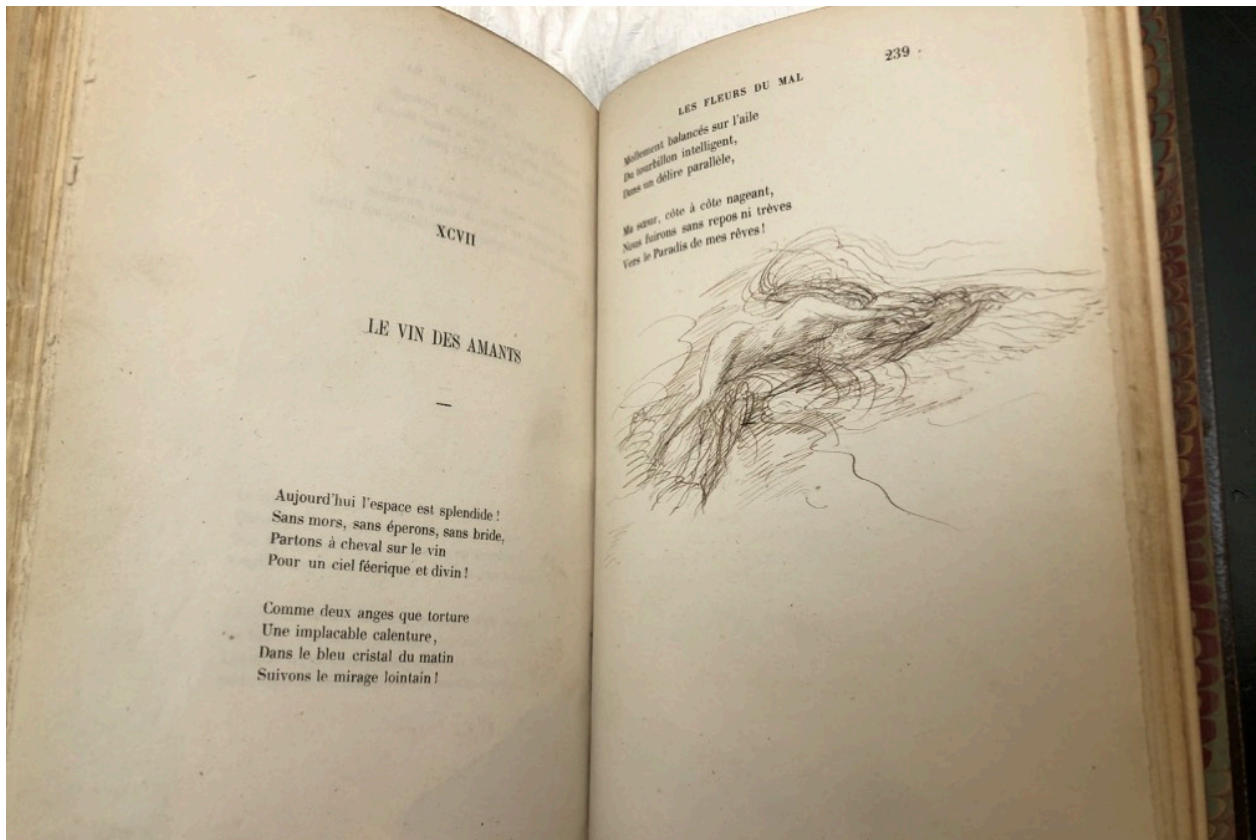 XCVII
LE VIN DES AMANTS
Aujourd'hui l'espace est splendide !
Sans mors, sans éperons, sans bride,
Partons à cheval sur le vin
Pour un ciel féerique et divin !
Comme deux anges que torture
Une implacable calenture,
Dans le bleu cristal du matin
Suivons le mirage lointain !
239
LES FLEURS DU MAL
Mollement balancés sur l'aile
Du tourbillon intelligent,
Dans un délire parallèle,
Ma sœur, côte à côte nageant,
Nous fuirons sans repos ni trèves
Vers le Paradis de mes rêves !